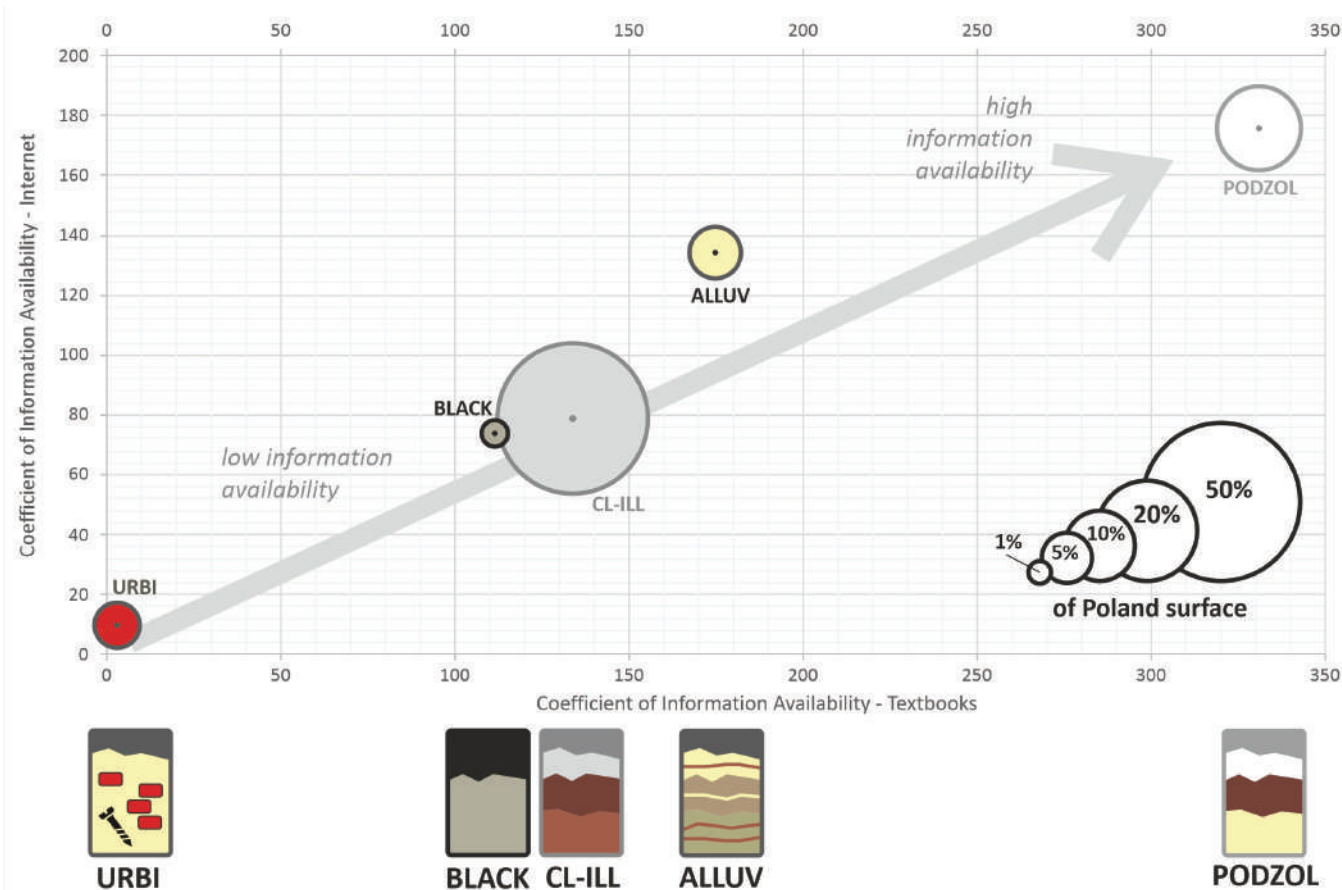 0 50 100 150 200 250 300 350
200
180
160
140
120
100
80
60
40
20
0
Coefficient of Information Availability - Internet
high
information
availability
PODZOL
ALLUV
BLACK
CL-ILL
low information
availability
URBI
50%
20%
10%
5%
1%
of Poland surface
0 50 100 150 200 250 300 350
Coefficient of Information Availability - Textbooks
URBI BLACK CL-ILL ALLUV PODZOL